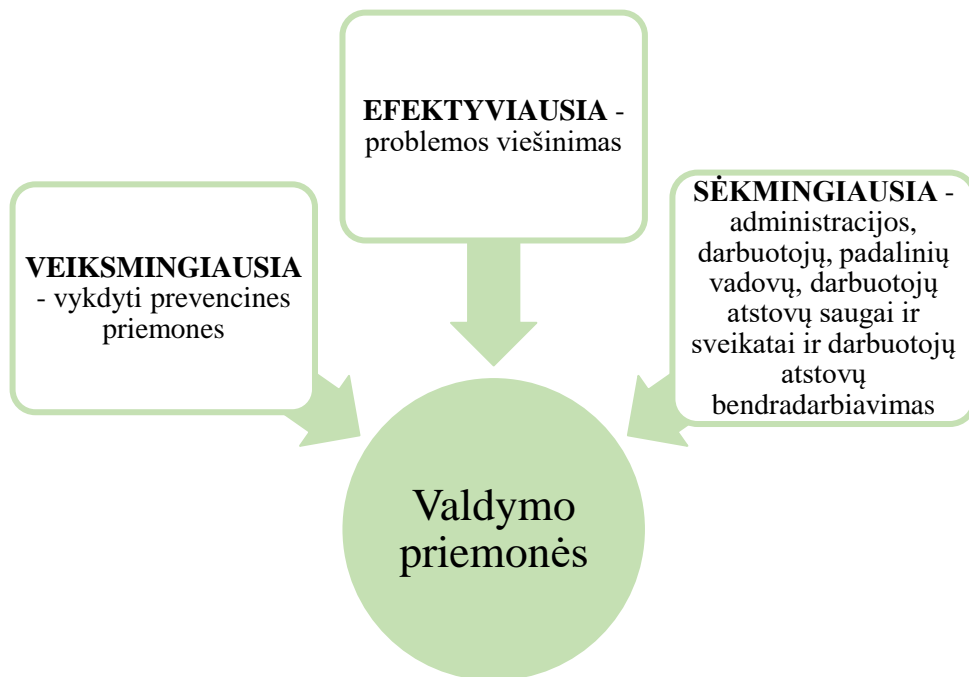 VEIKSMINGIAUSIA
- vykdyti prevencines
priemones
EFEKTYVIAUSIA -
problemos viešinimas
SĖKMINGIAUSIA -
administracijos,
darbuotojų, padalinių
vadovų, darbuotojų
atstovų saugai ir
sveikatai ir darbuotojų
atstovų
bendradarbiavimas
Valdymo
priemonės